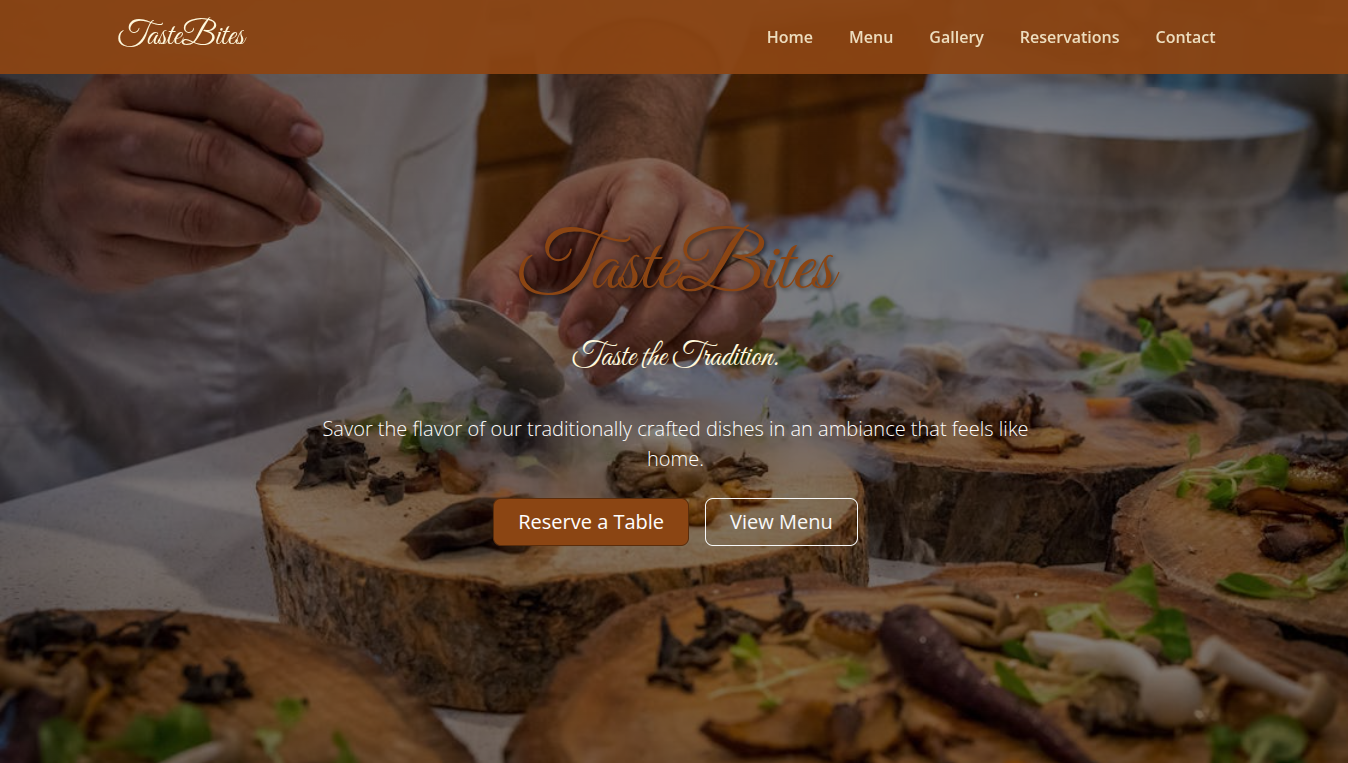 TasteBites
Home Menu Gallery Reservations Contact
TasteBites
Taste the Tradition.
Savor the flavor of our traditionally crafted dishes in an ambiance that feels like
home.
Reserve a Table View Menu